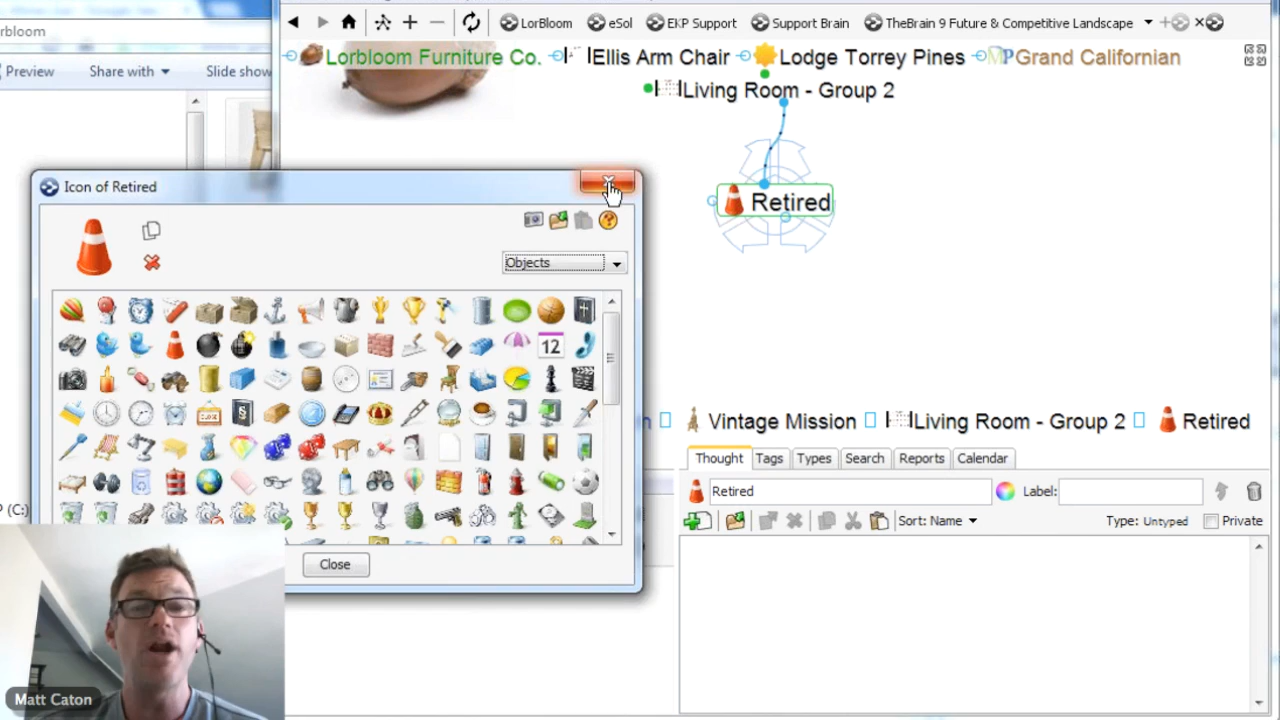 rbloom
LorBloom eSol EKP Support Support Brain TheBrain 9 Future & Competitive Landscape
Preview Share with Slide show
Lorbloom Furniture Co. Ellis Arm Chair Lodge Torrey Pines Grand Californian
Living Room - Group 2
Icon of Retired
Retired
Objects
12
Vintage Mission Living Room - Group 2 Retired
Thought Tags Types Search Reports Calendar
Retired Label:
Sort: Name Type: Untyped Private
(C:)
Close
Matt Caton